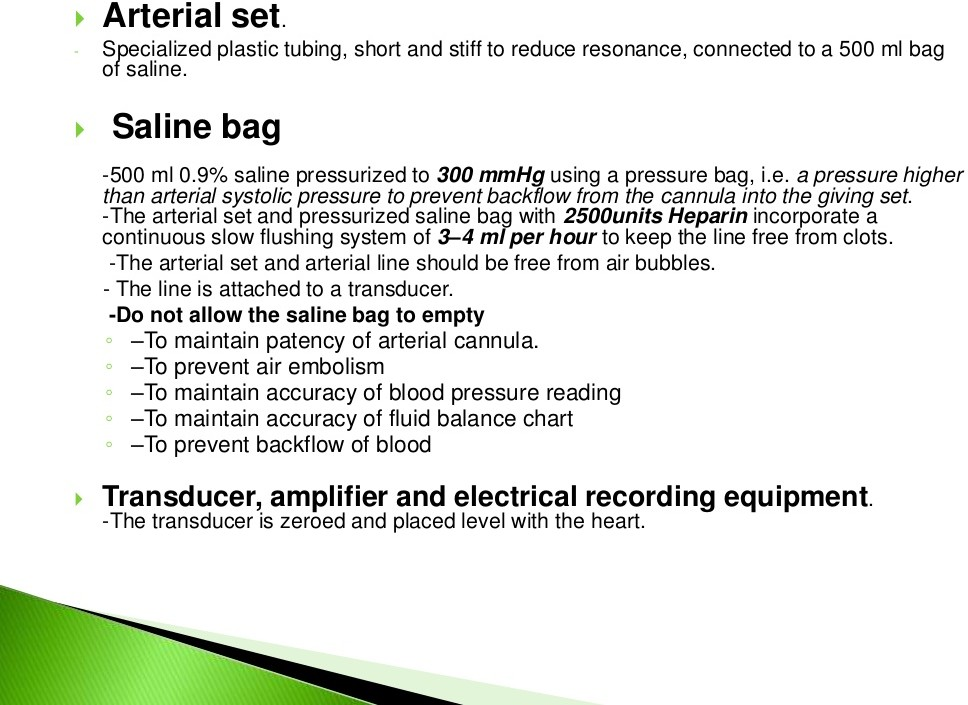 Arterial set.
- Specialized plastic tubing, short and stiff to reduce resonance, connected to a 500 ml bag
of saline.
Saline bag
-500 ml 0.9% saline pressurized to 300 mmHg using a pressure bag, i.e. a pressure higher
than arterial systolic pressure to prevent backflow from the cannula into the giving set.
-The arterial set and pressurized saline bag with 2500units Heparin incorporate a
continuous slow flushing system of 3–4 ml per hour to keep the line free from clots.
-The arterial set and arterial line should be free from air bubbles.
- The line is attached to a transducer.
-Do not allow the saline bag to empty
–To maintain patency of arterial cannula.
–To prevent air embolism
–To maintain accuracy of blood pressure reading
–To maintain accuracy of fluid balance chart
–To prevent backflow of blood
Transducer, amplifier and electrical recording equipment.
-The transducer is zeroed and placed level with the heart.